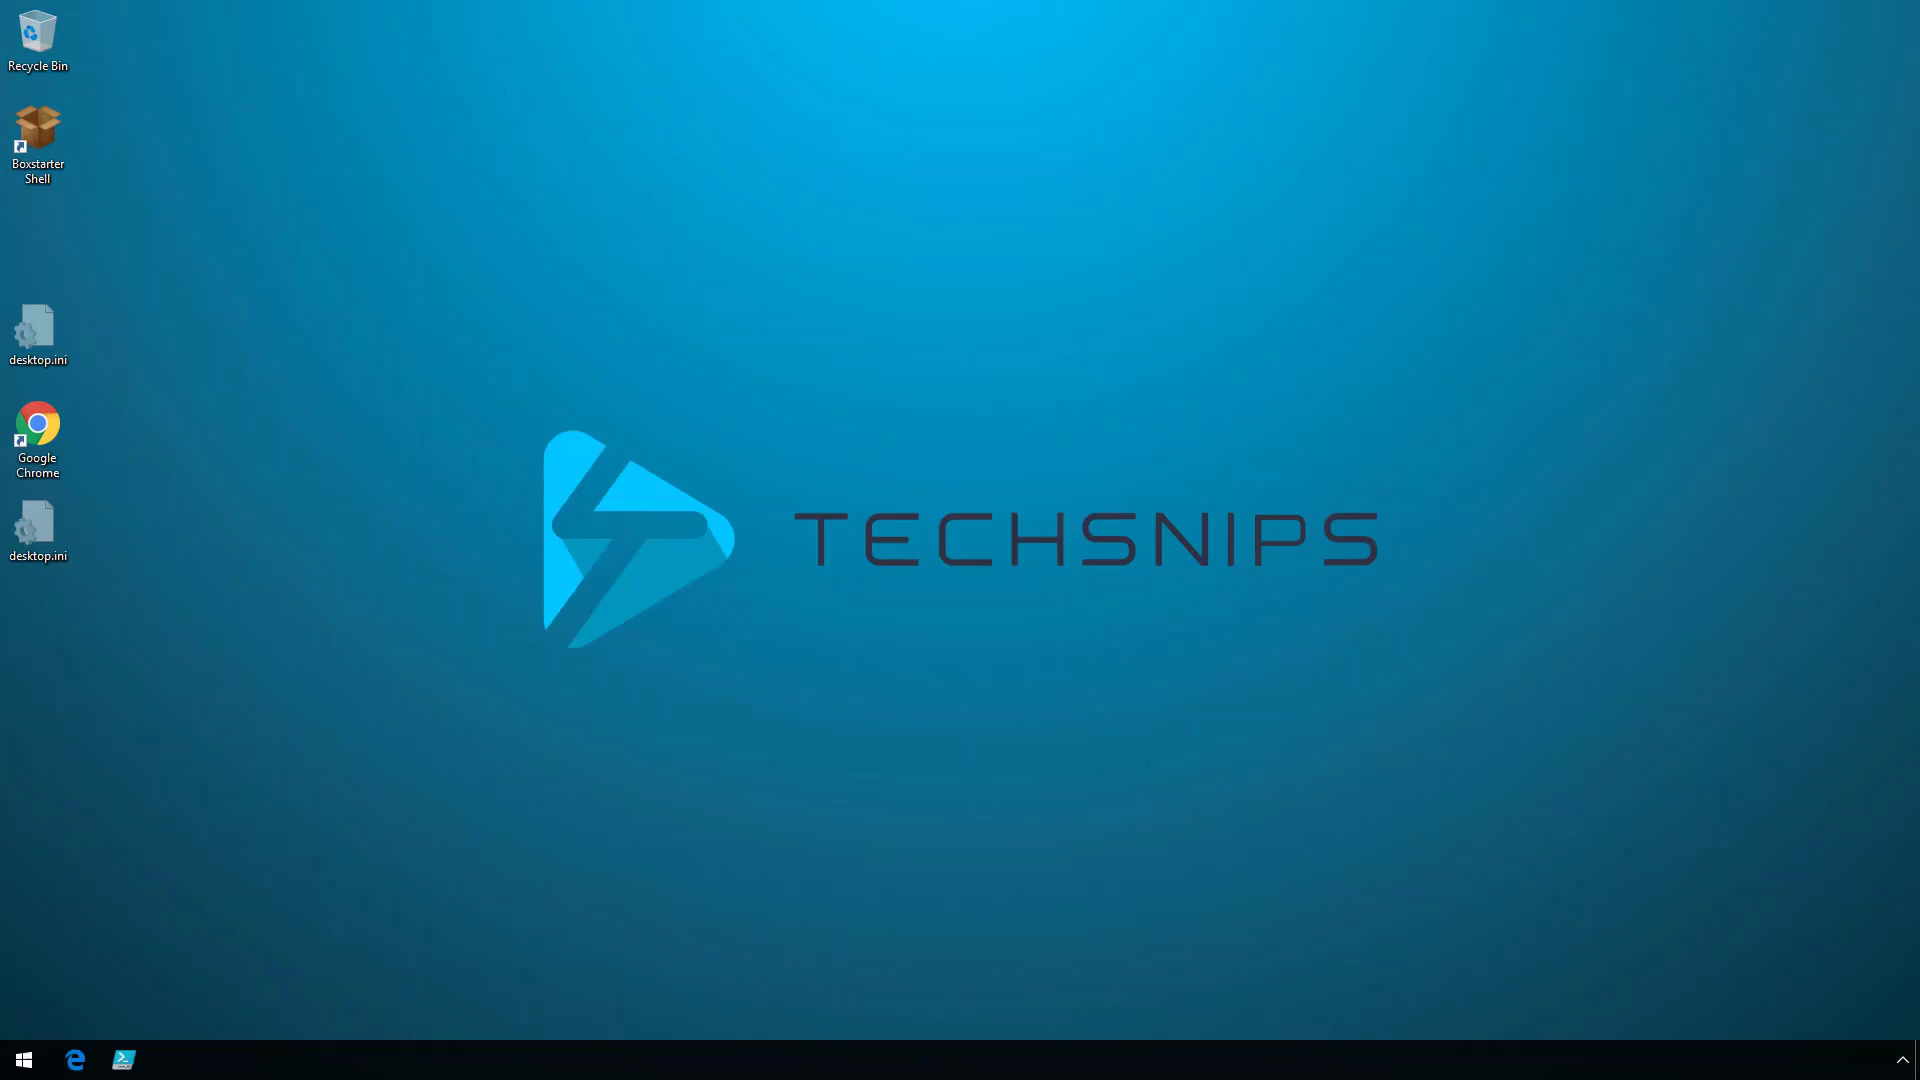 Recycle Bin
Boxstarter
Shell
desktop.ini
Google
Chrome
desktop.ini
TECHSNIPS